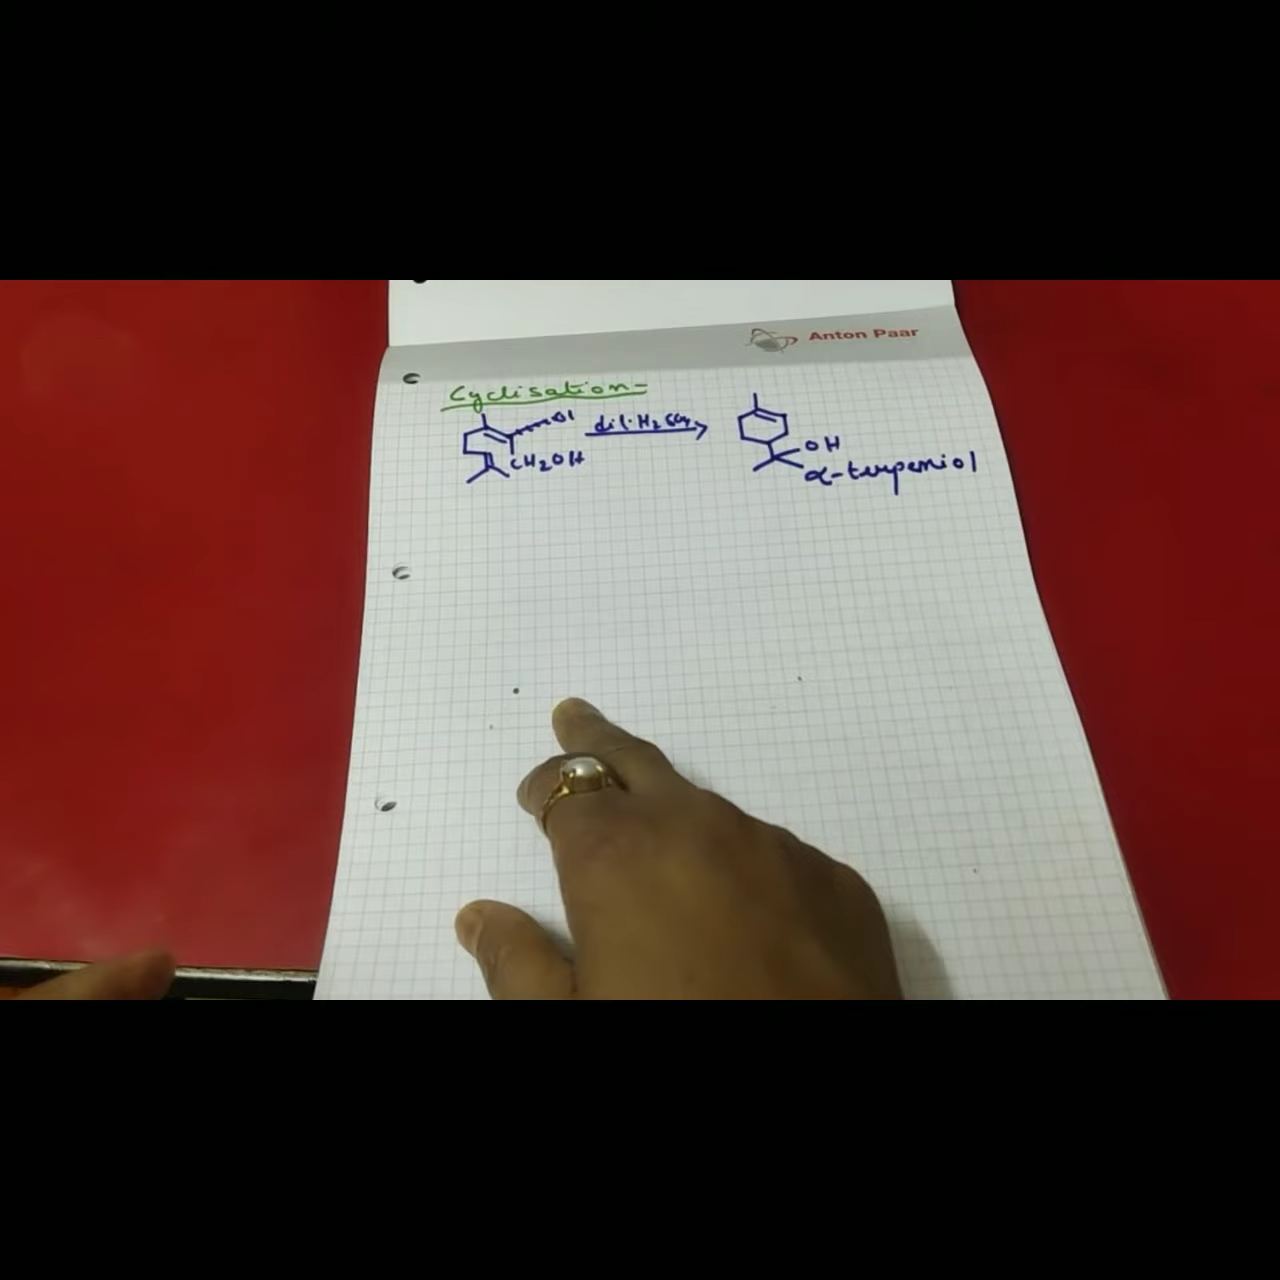 Anton Paar
Cyclisation-
dil. H2SO4
CH2OH
OH
α-terpeniol